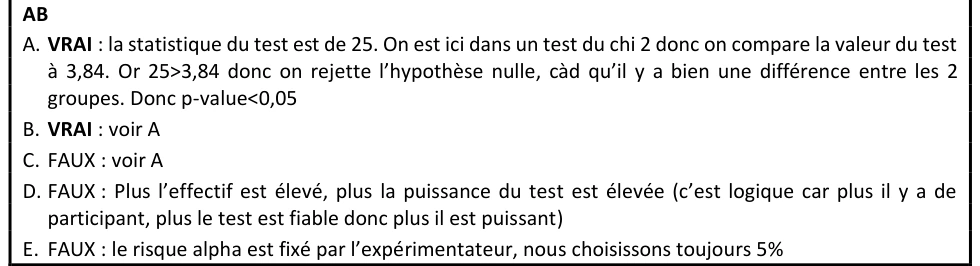 AB
A. VRAI : la statistique du test est de 25. On est ici dans un test du chi 2 donc on compare la valeur du test
à 3,84. Or 25>3,84 donc on rejette l’hypothèse nulle, càd qu’il y a bien une différence entre les 2
groupes. Donc p-value<0,05
B. VRAI : voir A
C. FAUX : voir A
D. FAUX : Plus l’effectif est élevé, plus la puissance du test est élevée (c’est logique car plus il y a de
participant, plus le test est fiable donc plus il est puissant)
E. FAUX : le risque alpha est fixé par l’expérimentateur, nous choisissons toujours 5%